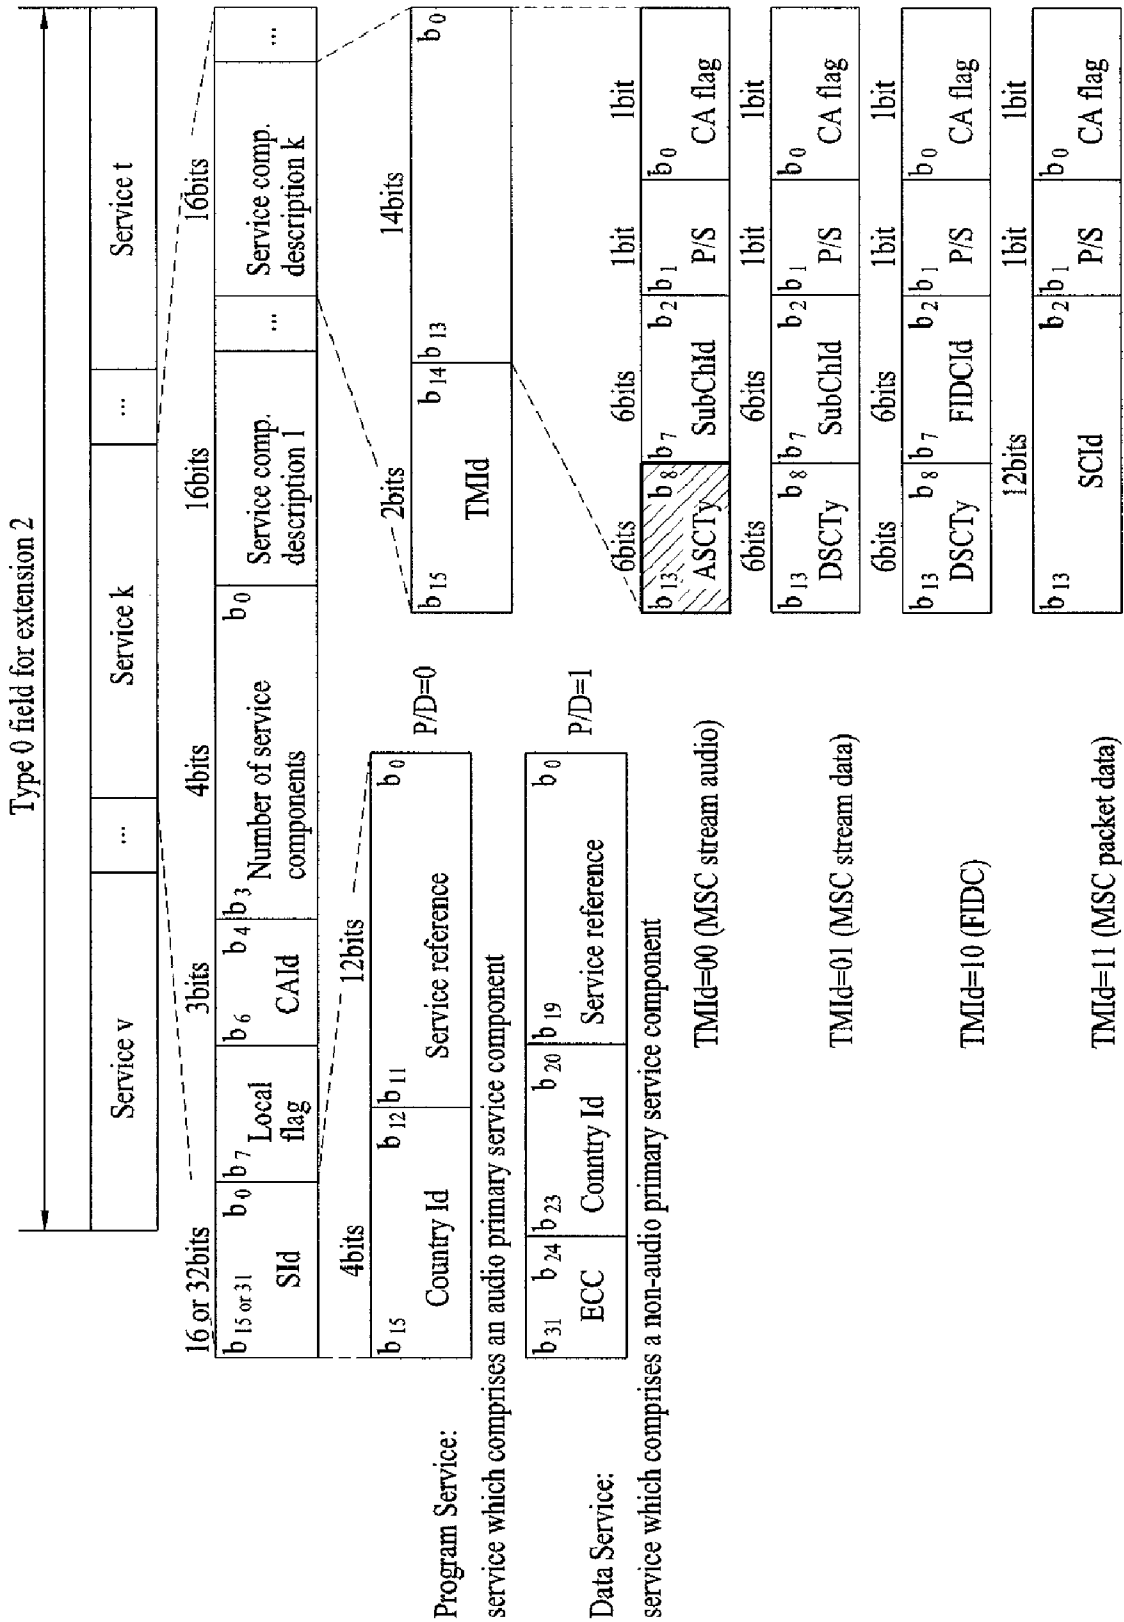 Type 0 field for extension 2
Service v
...
Service k
...
Service t
16 or 32bits
3bits
4bits
16bits
16bits
b15 or 31 b0
SId
b7
Local
flag
b6 b4
CAId
b3 b0
Number of service
components
Service comp.
description 1
...
Service comp.
description k
...
4bits
12bits
b15 b12
Country Id
b11 b0
Service reference
P/D=0
2bits
14bits
b15 b14
TMId
b13 b0
Program Service:
service which comprises an audio primary service component
b31 b24
ECC
b23 b20
Conntry Id
b19 b0
Service reference
P/D=1
Data Service:
service which comprises a non-audio primary service component
6bits
6bits
1bit
1bit
TMId=00 (MSC stream audio)
b13 b8
ASCTy
b7 b2
SubChId
b1
P/S
b0
CA flag
6bits
6bits
1bit
1bit
TMId=01 (MSC stream data)
b13 b8
DSCTy
b7 b2
SubChId
b1
P/S
b0
CA flag
6bits
6bits
1bit
1bit
TMId=10 (FIDC)
b13 b8
DSCTy
b7 b2
FIDCId
b1
P/S
b0
CA flag
12bits
1bit
1bit
TMId=11 (MSC packet data)
b13 b2
SCId
b1
P/S
b0
CA flag